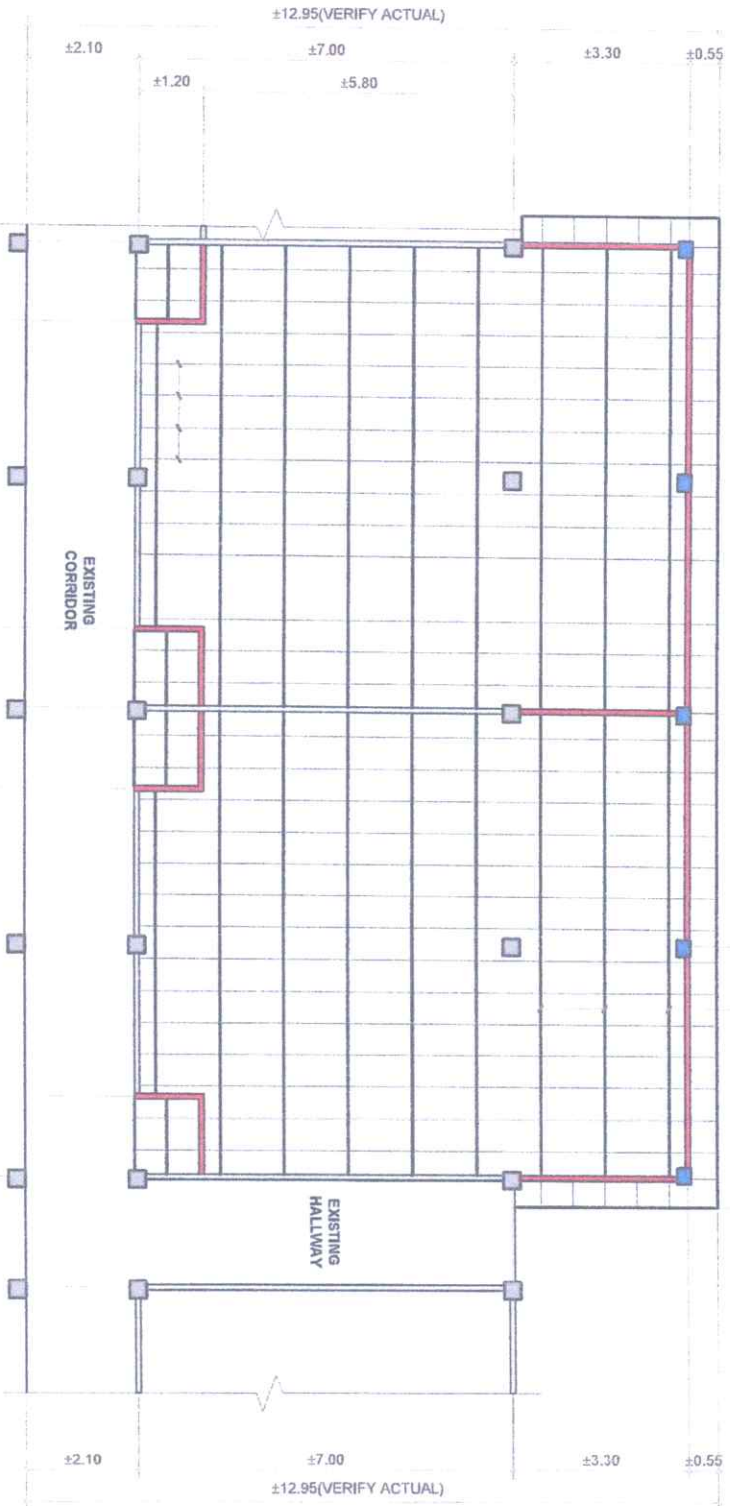 ±12.95(VERIFY ACTUAL)
±2.10
±7.00
±3.30
±0.55
±1.20
±5.80
EXISTING
CORRIDOR
EXISTING
HALLWAY
±2.10
±7.00
±3.30
±0.55
±12.95(VERIFY ACTUAL)